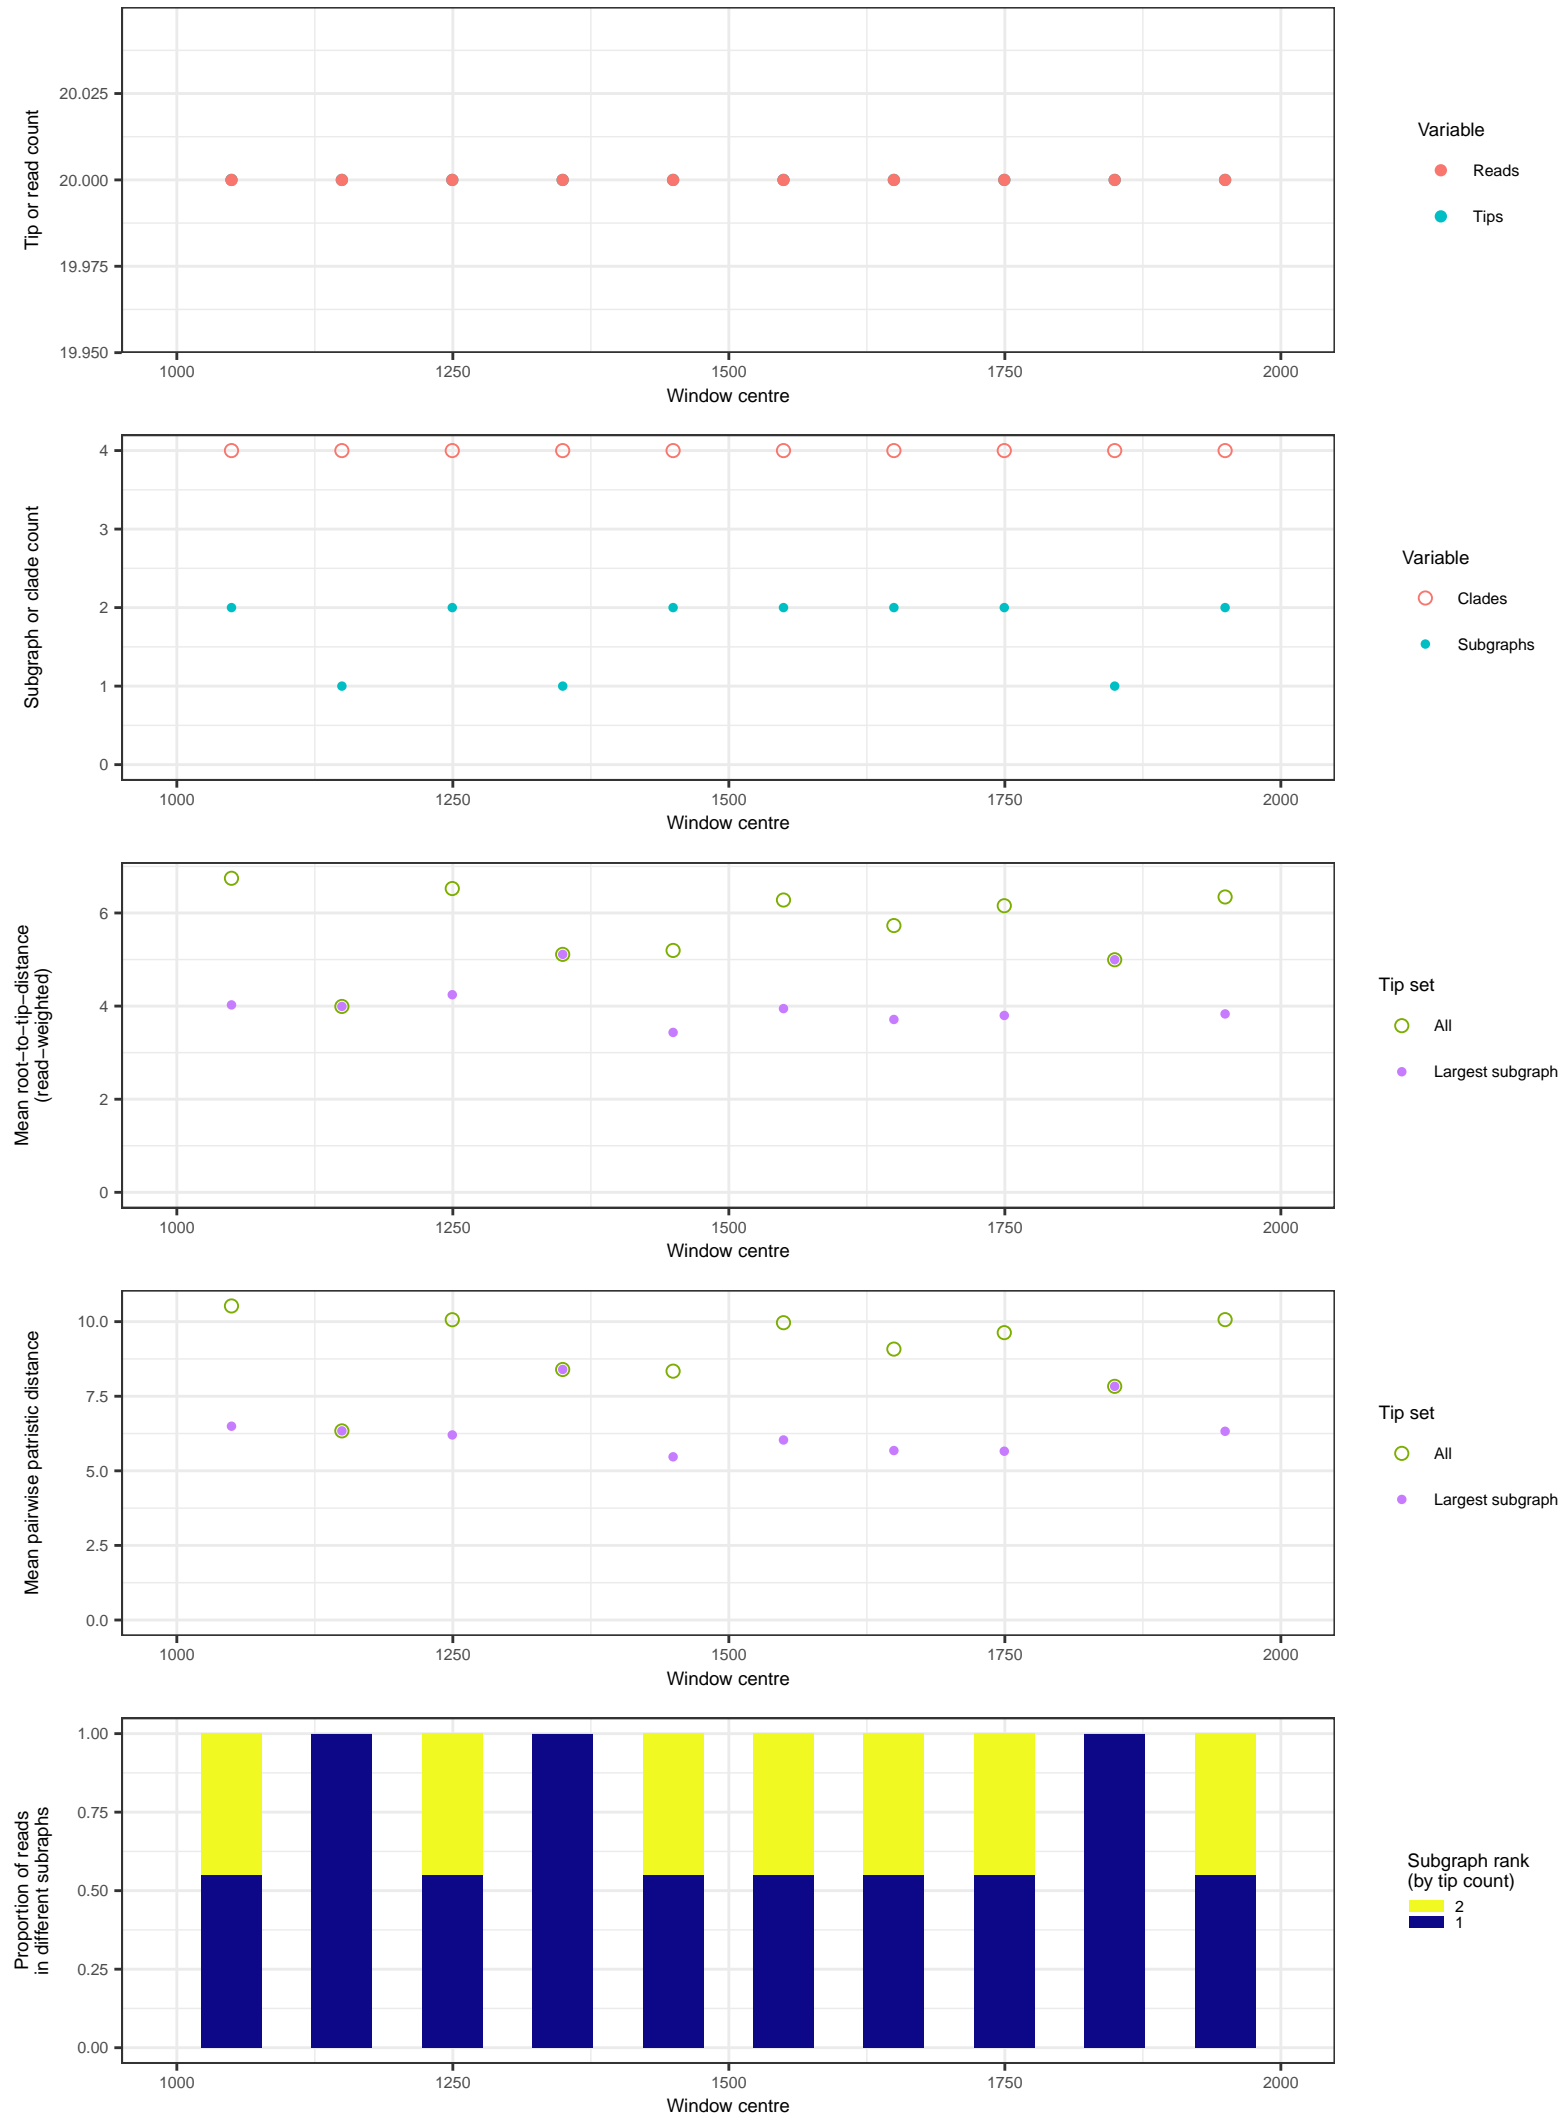 Tip or read count
20.025
20.000
19.975
19.950
1000 1250 1500 1750 2000
Window centre
Variable
Reads
Tips
Subgraph or clade count
4
3
2
1
0
1000 1250 1500 1750 2000
Window centre
Variable
Clades
Subgraphs
Mean root−to−tip−distance
(read−weighted)
6
4
2
0
1000 1250 1500 1750 2000
Window centre
Tip set
All
Largest subgraph
Mean pairwise patristic distance
10.0
7.5
5.0
2.5
0.0
1000 1250 1500 1750 2000
Window centre
Tip set
All
Largest subgraph
Proportion of reads
in different subraphs
1.00
0.75
0.50
0.25
0.00
1000 1250 1500 1750 2000
Window centre
Subgraph rank
(by tip count)
2
1